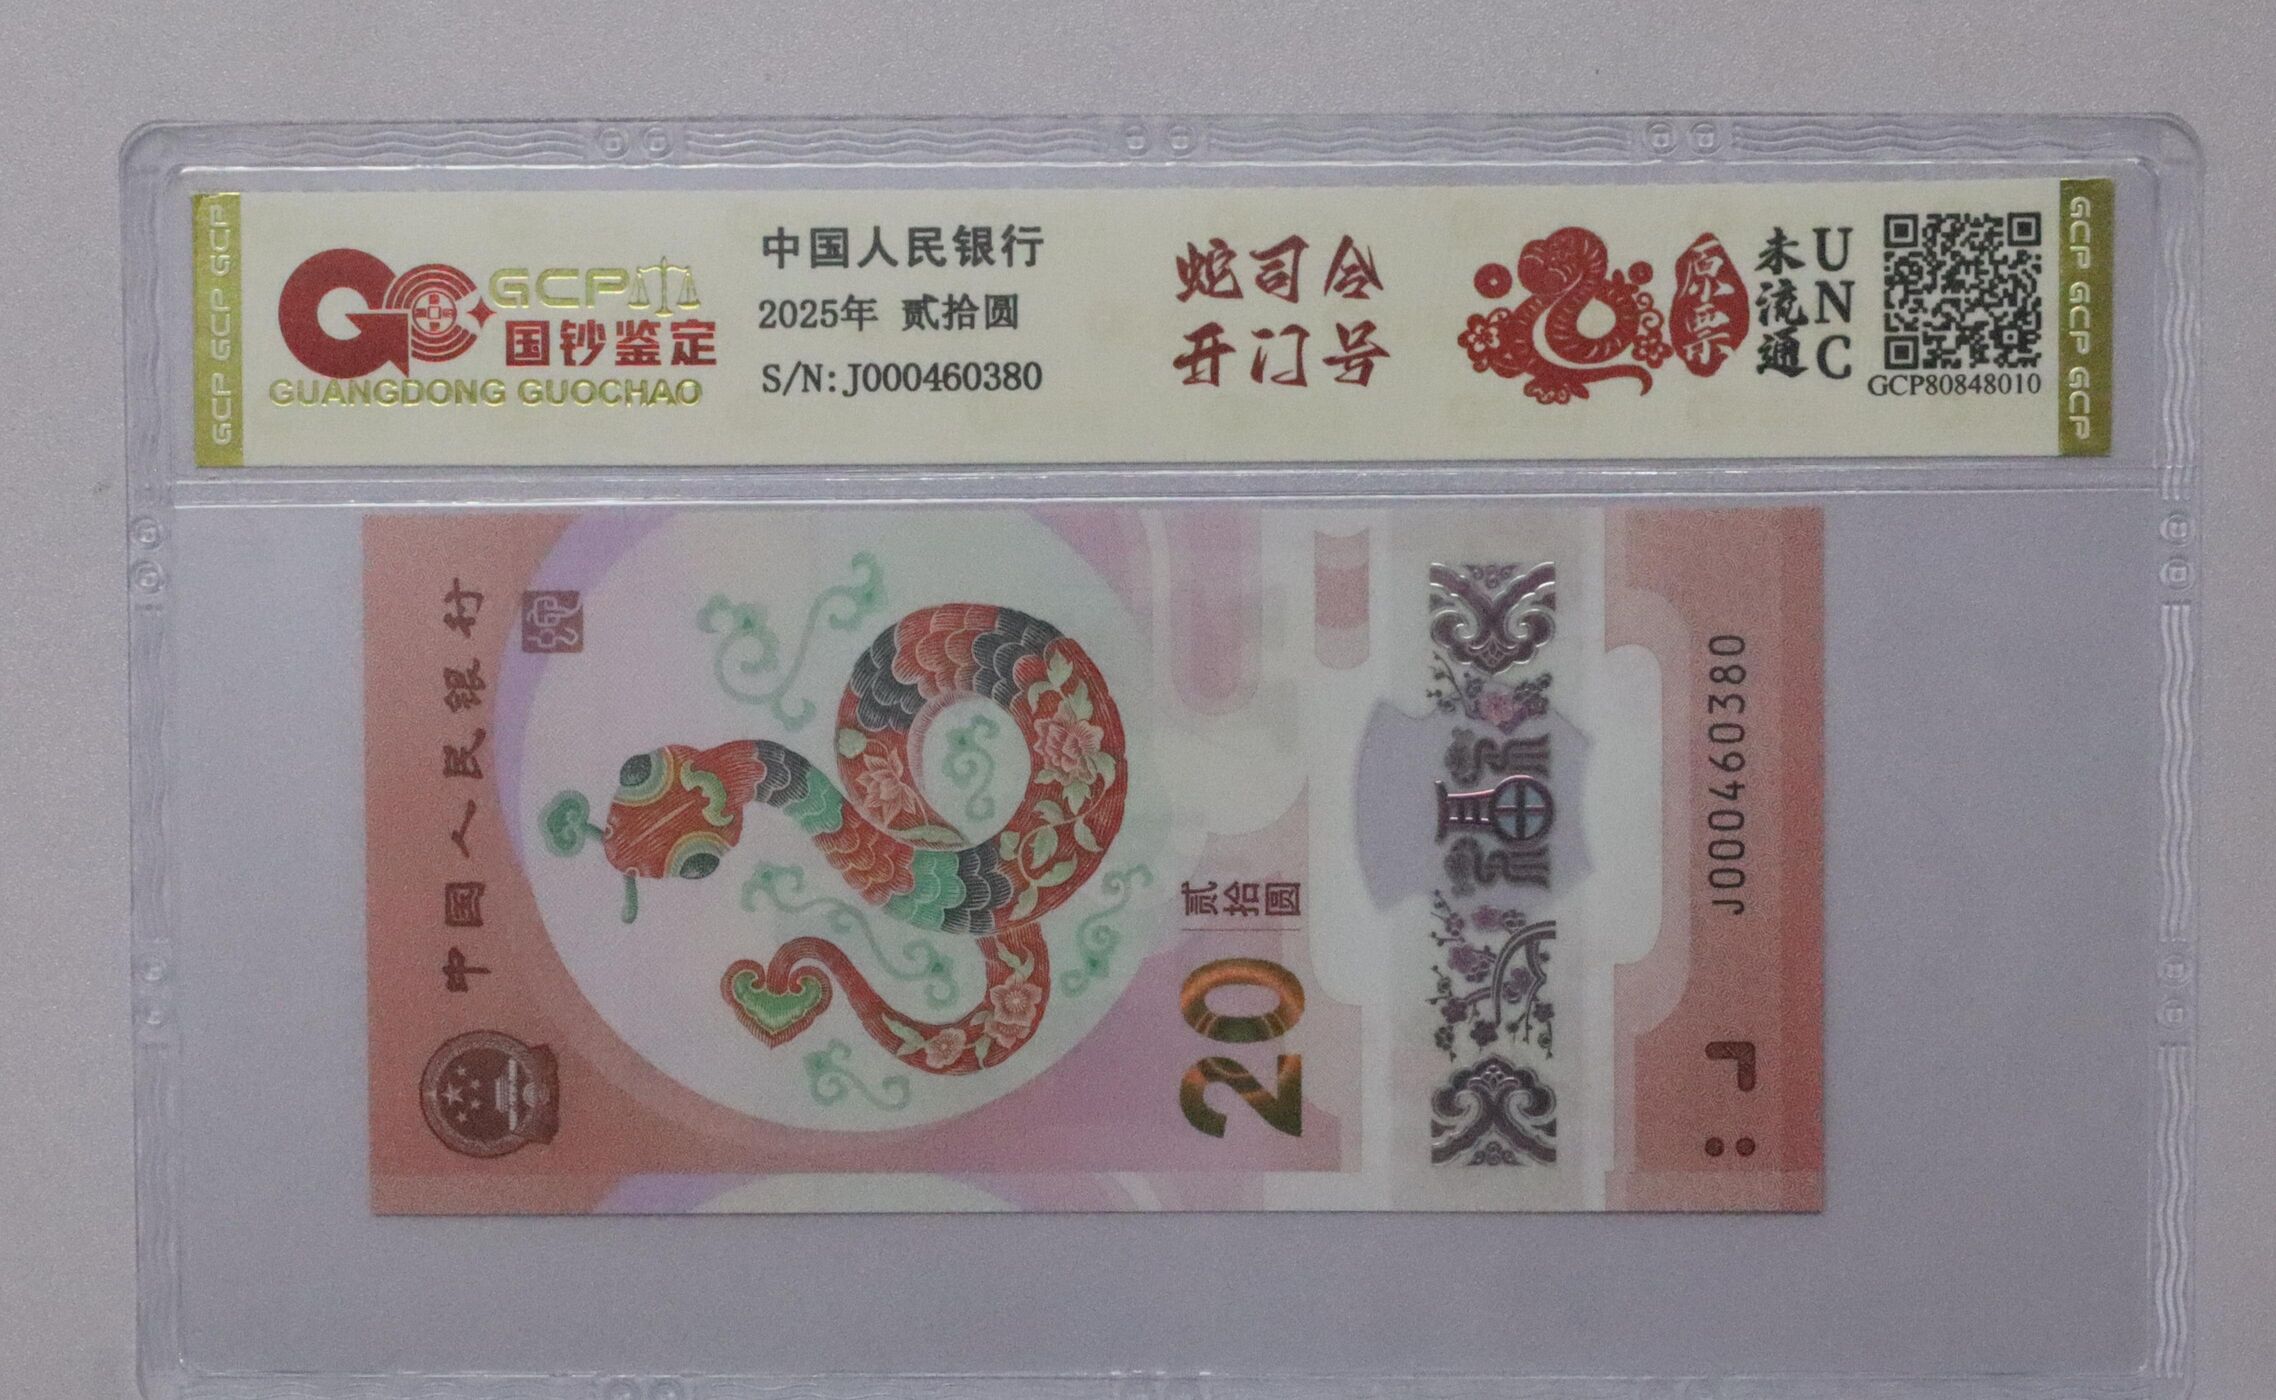 GCP GCP GCP
GCP
国钞鉴定
GUANGDONG GUOCHAO
中国人民银行
2025年 贰拾圆
S/N:J000460380
蛇司令
开门号
原票
未流通
UNC
GCP80848010
GCP GCP GCP
中国人民银行
贰拾圆
20
J000460380